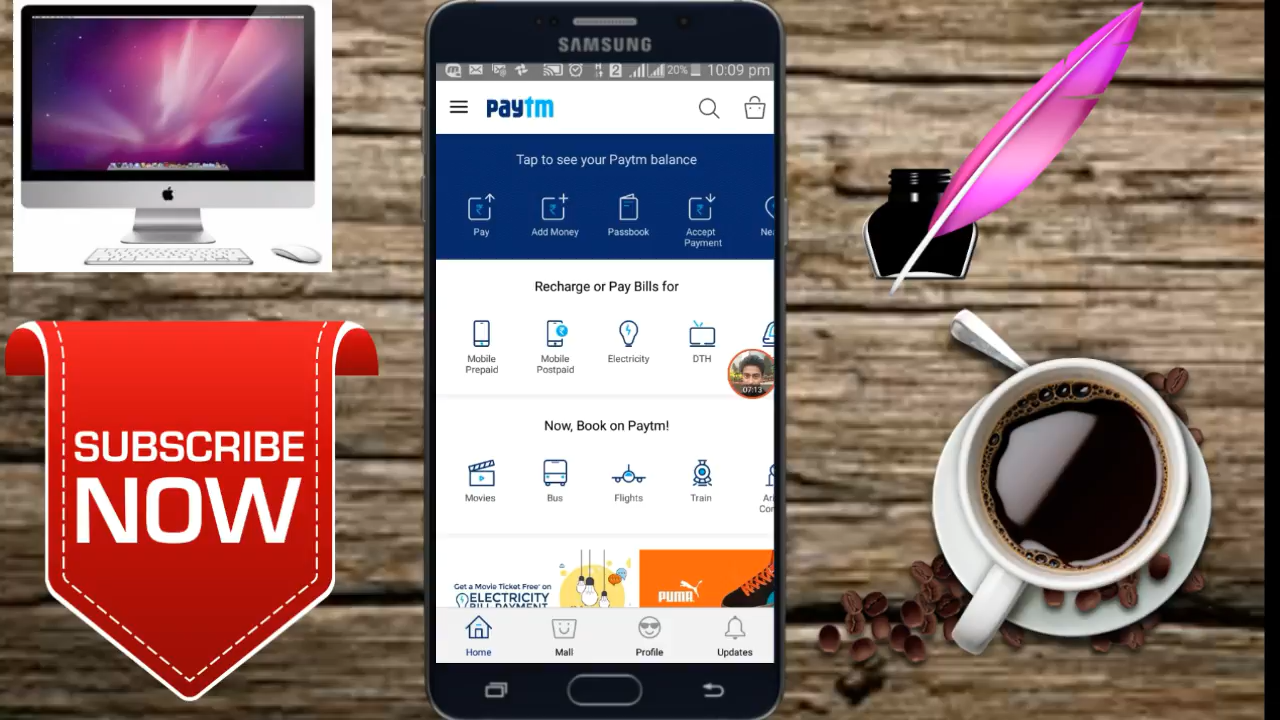 SAMSUNG
2 20% 10:09 pm
paytm
Tap to see your Paytm balance
Pay Add Money Passbook Accept Payment
Recharge or Pay Bills for
Mobile Prepaid Mobile Postpaid Electricity DTH
07:13
Now, Book on Paytm!
Movies Bus Flights Train
Get a Movie Ticket Free* on
ELECTRICITY
BILL PAYMENT
PUMA
Home Mall Profile Updates
SUBSCRIBE
NOW